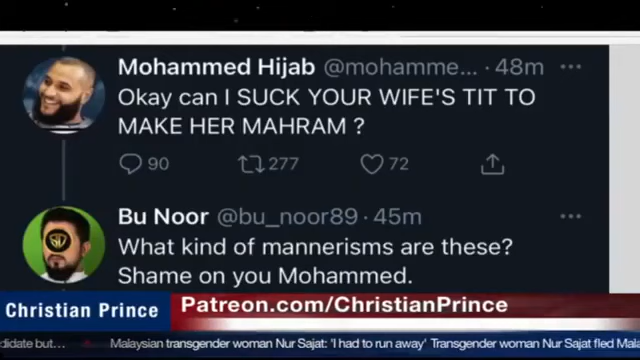 Mohammed Hijab @mohamme... · 48m ···
Okay can I SUCK YOUR WIFE'S TIT TO
MAKE HER MAHRAM ?
90 277 72
Bu Noor @bu_noor89 · 45m ···
What kind of mannerisms are these?
Shame on you Mohammed.
Christian Prince Patreon.com/ChristianPrince
didate but... Malaysian transgender woman Nur Sajat: 'I had to run away' Transgender woman Nur Sajat fled Mala